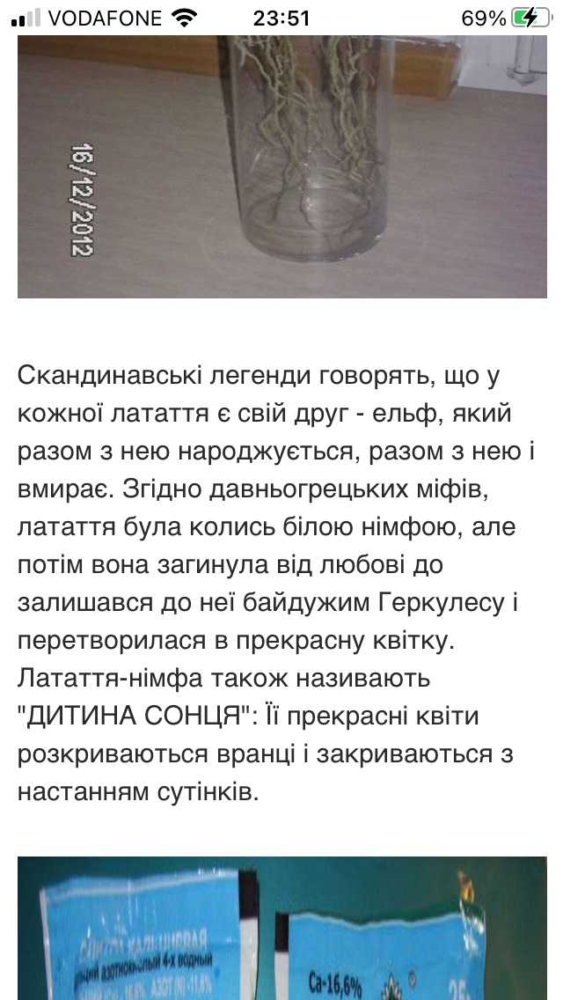 VODAFONE 23:51 69%
16/12/2012
Скандинавські легенди говорять, що у
кожної латаття є свій друг - ельф, який
разом з нею народжується, разом з нею і
вмирає. Згідно давньогрецьких міфів,
латаття була колись білою німфою, але
потім вона загинула від любові до
залишався до неї байдужим Геркулесу і
перетворилася в прекрасну квітку.
Латаття-німфа також називають
"ДИТИНА СОНЦЯ": Її прекрасні квіти
розкриваються вранці і закриваються з
настанням сутінків.
КАЛЬЦИЕВАЯ
азотнокислый 4-х водный
АЗОТ (N) -11,8%
Ca-16,6%
®